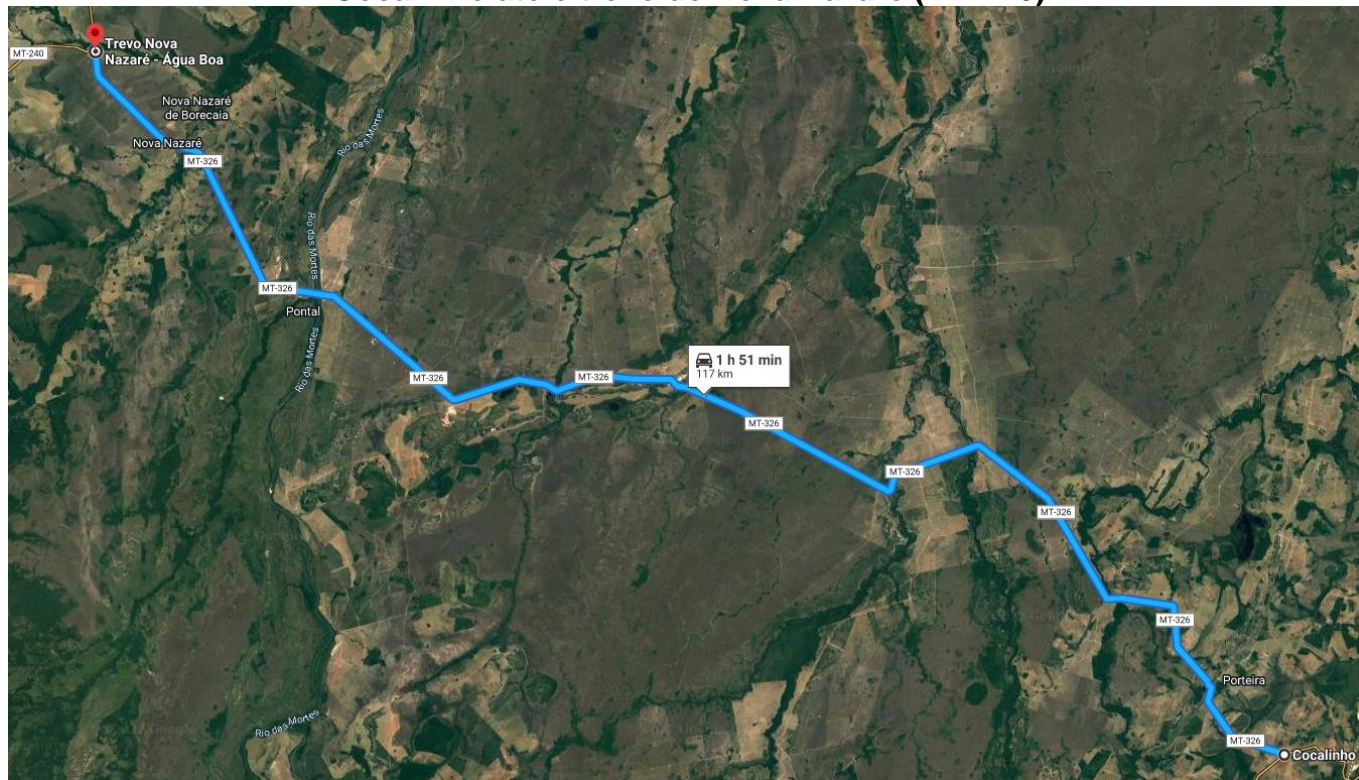 MT-240
Trevo Nova
Nazaré - Água Boa
Nova Nazaré
de Borecaia
Nova Nazaré
MT-326
Rio das Mortes
Rio das Mortes
MT-326
Pontal
Rio das Mortes
MT-326
MT-326
1 h 51 min
117 km
MT-326
MT-326
MT-326
MT-326
Porteira
Rio das Mortes
MT-326
Cocalinho